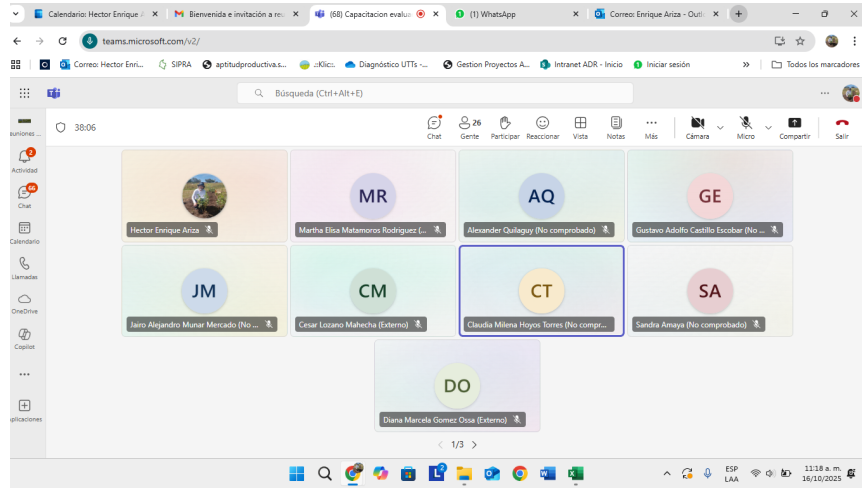 Calendario: Hector Enrique A
Bienvenida e invitación a re
(68) Capacitacion evalua
(1) WhatsApp
Correo: Enrique Ariza - Outl
teams.microsoft.com/v2/
Correo: Hector Enri...
SIPRA
aptitudproductiva.s...
.::Klic::.
Diagnóstico UTTs -...
Gestion Proyectos A...
Intranet ADR - Inicio
Iniciar sesión
Todos los marcadores
Búsqueda (Ctrl+Alt+E)
38:06
26
Chat
Gente
Participar
Reaccionar
Vista
Notas
Más
Cámara
Micro
Compartir
Salir
euniones ...
2
Actividad
66
Chat
Calendario
Llamadas
OneDrive
Copilot
plicaciones
Hector Enrique Ariza
MR
Martha Elisa Matamoros Rodriguez (...
AQ
Alexander Quilaguy (No comprobado)
GE
Gustavo Adolfo Castillo Escobar (No ...
JM
Jairo Alejandro Munar Mercado (No ...
CM
Cesar Lozano Mahecha (Externo)
CT
Claudia Milena Hoyos Torres (No compr...
SA
Sandra Amaya (No comprobado)
DO
Diana Marcela Gomez Ossa (Externo)
1/3
ESP
LAA
11:18 a. m.
16/10/2025